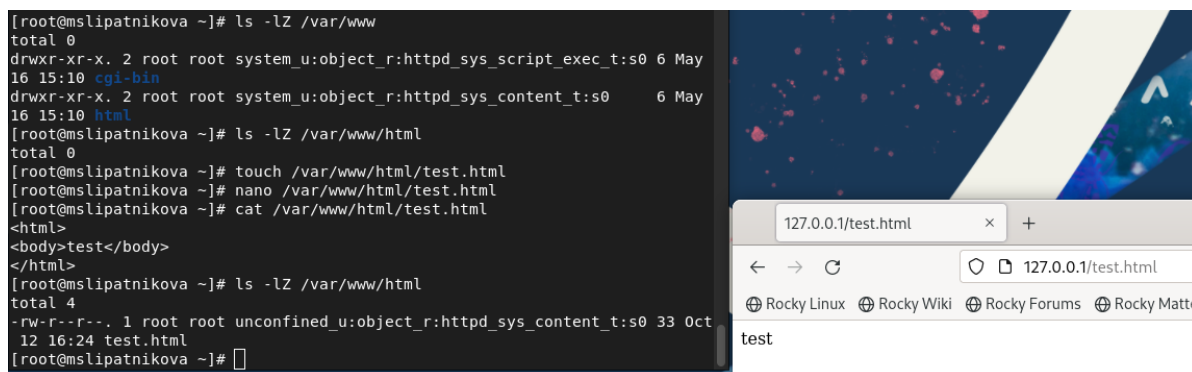 [root@mslipatnikova ~]# ls -lZ /var/www
total 0
drwxr-xr-x. 2 root root system_u:object_r:httpd_sys_script_exec_t:s0 6 May
16 15:10 cgi-bin
drwxr-xr-x. 2 root root system_u:object_r:httpd_sys_content_t:s0     6 May
16 15:10 html
[root@mslipatnikova ~]# ls -lZ /var/www/html
total 0
[root@mslipatnikova ~]# touch /var/www/html/test.html
[root@mslipatnikova ~]# nano /var/www/html/test.html
[root@mslipatnikova ~]# cat /var/www/html/test.html
<html>
<body>test</body>
</html>
[root@mslipatnikova ~]# ls -lZ /var/www/html
total 4
-rw-r--r--. 1 root root unconfined_u:object_r:httpd_sys_content_t:s0 33 Oct
 12 16:24 test.html
[root@mslipatnikova ~]#
127.0.0.1/test.html
127.0.0.1/test.html
Rocky Linux Rocky Wiki Rocky Forums Rocky Matt
test